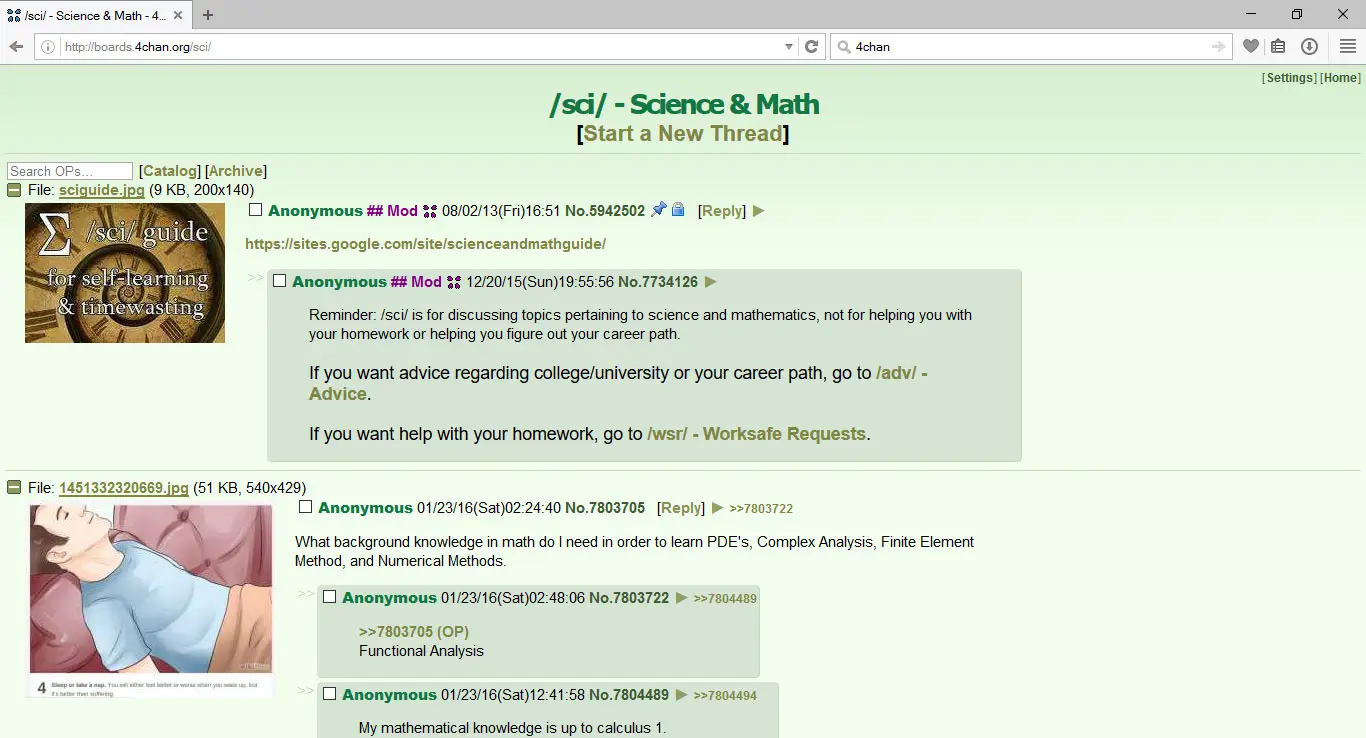 /sci/ - Science & Math - 4...
http://boards.4chan.org/sci/
4chan
[Settings] [Home]
/sci/ - Science & Math
[Start a New Thread]
Search OPs...
[Catalog] [Archive]
File: sciguide.jpg (9 KB, 200x140)
Σ /sci/ guide
for self-learning
& timewasting
Anonymous ## Mod 08/02/13(Fri)16:51 No.5942502 [Reply] ▶
https://sites.google.com/site/scienceandmathguide/
>> Anonymous ## Mod 12/20/15(Sun)19:55:56 No.7734126 ▶
Reminder: /sci/ is for discussing topics pertaining to science and mathematics, not for helping you with
your homework or helping you figure out your career path.
If you want advice regarding college/university or your career path, go to /adv/ -
Advice.
If you want help with your homework, go to /wsr/ - Worksafe Requests.
File: 1451332320669.jpg (51 KB, 540x429)
4 Sleep or take a nap. You will either feel better or worse when you wake up, but
it's better than suffering.
Anonymous 01/23/16(Sat)02:24:40 No.7803705 [Reply] ▶ >>7803722
What background knowledge in math do I need in order to learn PDE's, Complex Analysis, Finite Element
Method, and Numerical Methods.
>> Anonymous 01/23/16(Sat)02:48:06 No.7803722 ▶ >>7804489
>>7803705 (OP)
Functional Analysis
>> Anonymous 01/23/16(Sat)12:41:58 No.7804489 ▶ >>7804494
My mathematical knowledge is up to calculus 1.